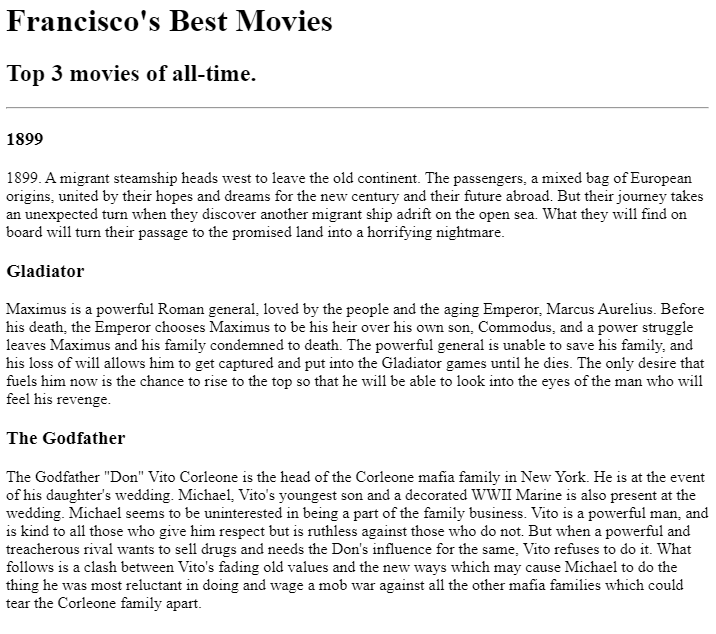 Francisco's Best Movies
Top 3 movies of all-time.
1899
1899. A migrant steamship heads west to leave the old continent. The passengers, a mixed bag of European
origins, united by their hopes and dreams for the new century and their future abroad. But their journey takes
an unexpected turn when they discover another migrant ship adrift on the open sea. What they will find on
board will turn their passage to the promised land into a horrifying nightmare.
Gladiator
Maximus is a powerful Roman general, loved by the people and the aging Emperor, Marcus Aurelius. Before
his death, the Emperor chooses Maximus to be his heir over his own son, Commodus, and a power struggle
leaves Maximus and his family condemned to death. The powerful general is unable to save his family, and
his loss of will allows him to get captured and put into the Gladiator games until he dies. The only desire that
fuels him now is the chance to rise to the top so that he will be able to look into the eyes of the man who will
feel his revenge.
The Godfather
The Godfather "Don" Vito Corleone is the head of the Corleone mafia family in New York. He is at the event
of his daughter's wedding. Michael, Vito's youngest son and a decorated WWII Marine is also present at the
wedding. Michael seems to be uninterested in being a part of the family business. Vito is a powerful man, and
is kind to all those who give him respect but is ruthless against those who do not. But when a powerful and
treacherous rival wants to sell drugs and needs the Don's influence for the same, Vito refuses to do it. What
follows is a clash between Vito's fading old values and the new ways which may cause Michael to do the
thing he was most reluctant in doing and wage a mob war against all the other mafia families which could
tear the Corleone family apart.